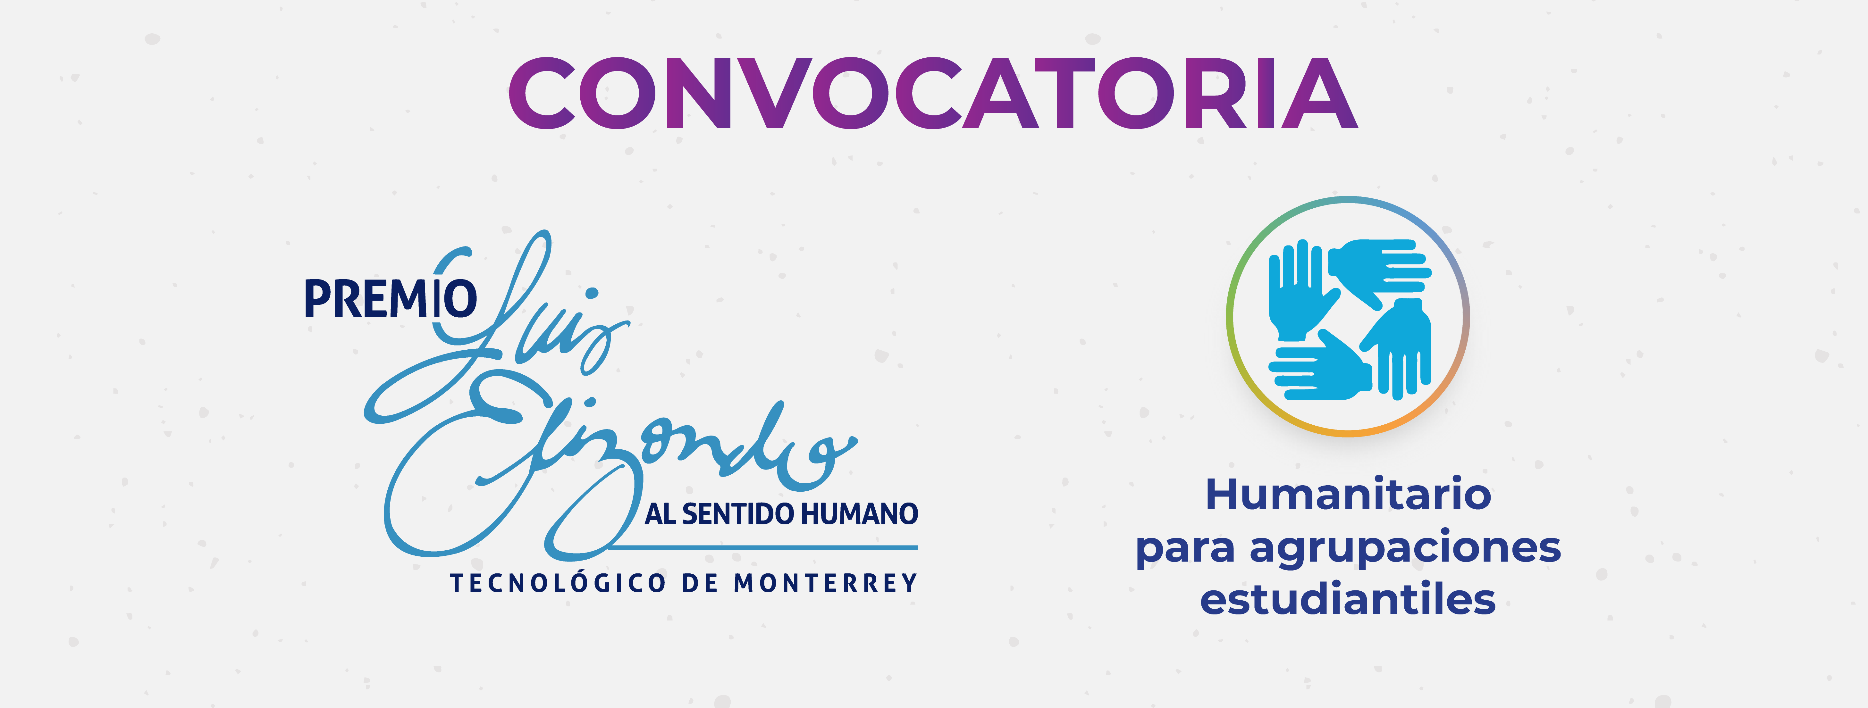 CONVOCATORIA
PREMIO Luis
Elizondo
AL SENTIDO HUMANO
TECNOLÓGICO DE MONTERREY
Humanitario
para agrupaciones
estudiantiles